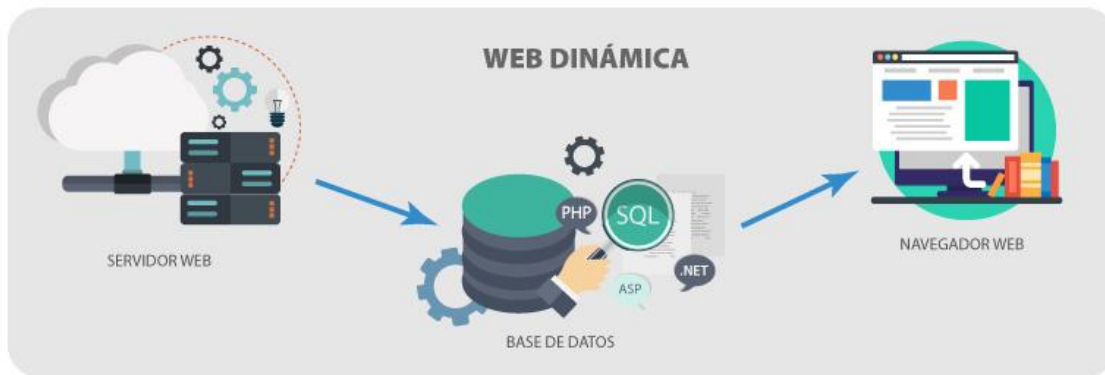 WEB DINÁMICA
SERVIDOR WEB
PHP
SQL
.NET
ASP
BASE DE DATOS
NAVEGADOR WEB